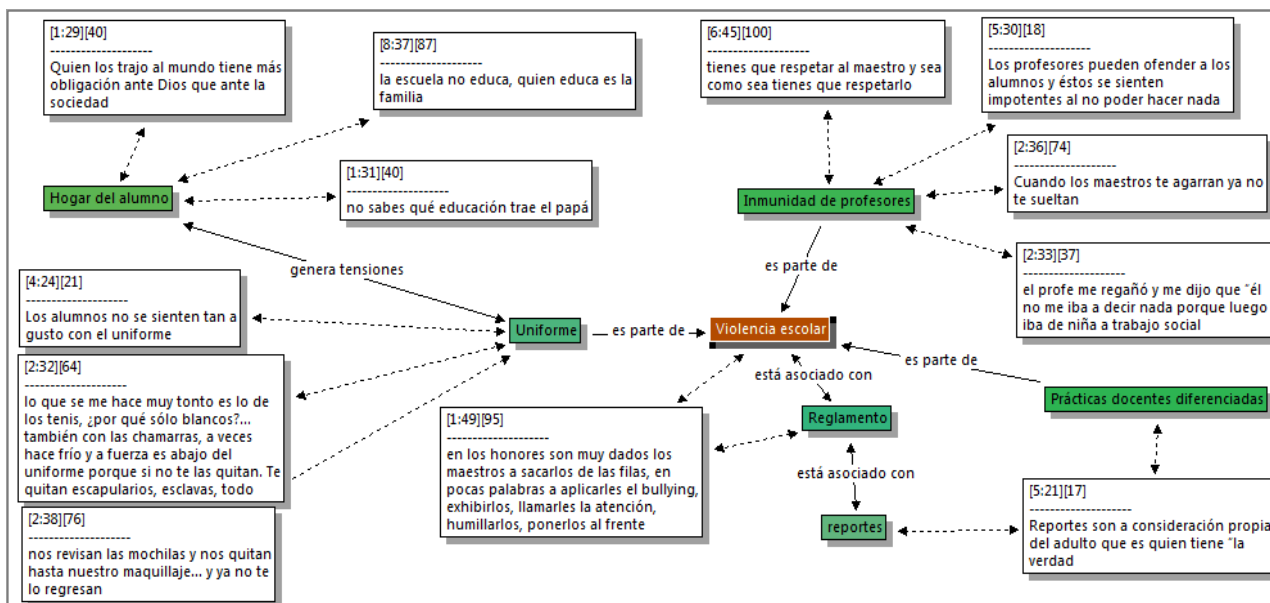 [1:29][40]
--------------------
Quien los trajo al mundo tiene más
obligación ante Dios que ante la
sociedad
[8:37][87]
--------------------
la escuela no educa, quien educa es la
familia
[6:45][100]
--------------------
tienes que respetar al maestro y sea
como sea tienes que respetarlo
[5:30][18]
--------------------
Los profesores pueden ofender a los
alumnos y éstos se sienten
impotentes al no poder hacer nada
[1:31][40]
--------------------
no sabes qué educación trae el papá
Hogar del alumno
Inmunidad de profesores
[2:36][74]
--------------------
Cuando los maestros te agarran ya no
te sueltan
[2:33][37]
--------------------
el profe me regañó y me dijo que "él
no me iba a decir nada porque luego
iba de niña a trabajo social
genera tensiones
es parte de
[4:24][21]
--------------------
Los alumnos no se sienten tan a
gusto con el uniforme
Uniforme
es parte de
Violencia escolar
es parte de
está asociado con
[2:32][64]
--------------------
lo que se me hace muy tonto es lo de
los tenis, ¿por qué sólo blancos?...
también con las chamarras, a veces
hace frío y a fuerza es abajo del
uniforme porque si no te las quitan. Te
quitan escapularios, esclavas, todo
[1:49][95]
--------------------
en los honores son muy dados los
maestros a sacarlos de las filas, en
pocas palabras a aplicarles el bullying,
exhibirlos, llamarles la atención,
humillarlos, ponerlos al frente
Reglamento
Prácticas docentes diferenciadas
está asociado con
reportes
[5:21][17]
--------------------
Reportes son a consideración propia
del adulto que es quien tiene "la
verdad
[2:38][76]
--------------------
nos revisan las mochilas y nos quitan
hasta nuestro maquillaje... y ya no te
lo regresan